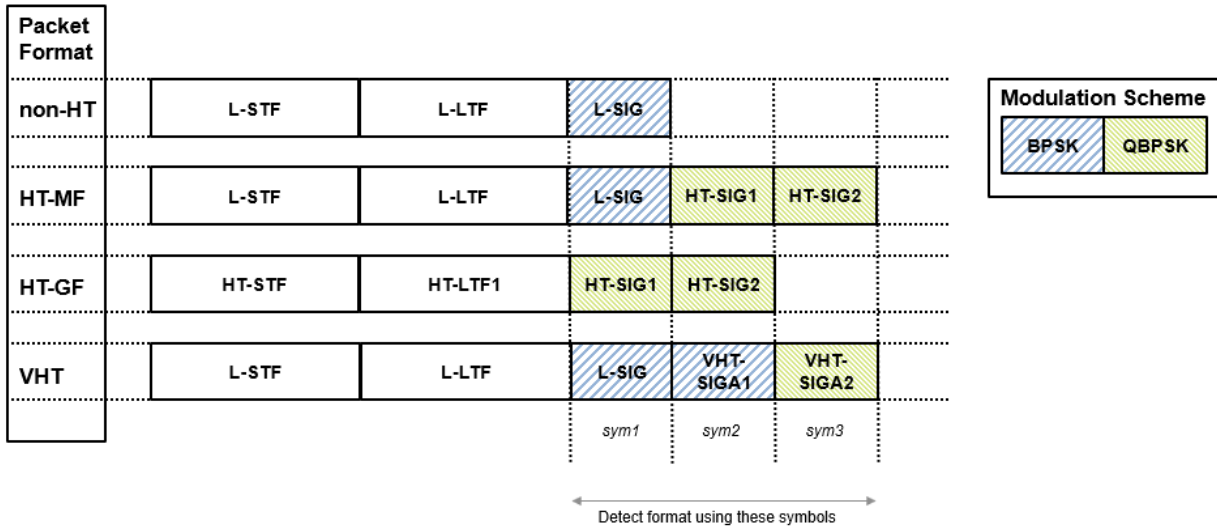 Packet
Format
non-HT
L-STF
L-LTF
L-SIG
HT-MF
L-STF
L-LTF
L-SIG
HT-SIG1
HT-SIG2
HT-GF
HT-STF
HT-LTF1
HT-SIG1
HT-SIG2
VHT
L-STF
L-LTF
L-SIG
VHT-
SIGA1
VHT-
SIGA2
sym1
sym2
sym3
Detect format using these symbols
Modulation Scheme
BPSK
QBPSK